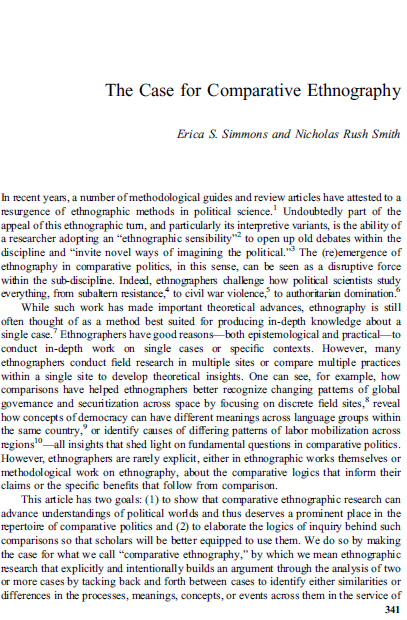 The Case for Comparative Ethnography
Erica S. Simmons and Nicholas Rush Smith
In recent years, a number of methodological guides and review articles have attested to a
resurgence of ethnographic methods in political science.1 Undoubtedly part of the
appeal of this ethnographic turn, and particularly its interpretive variants, is the ability of
a researcher adopting an “ethnographic sensibility”2 to open up old debates within the
discipline and “invite novel ways of imagining the political.”3 The (re)emergence of
ethnography in comparative politics, in this sense, can be seen as a disruptive force
within the sub-discipline. Indeed, ethnographers challenge how political scientists study
everything, from subaltern resistance,4 to civil war violence,5 to authoritarian domination.6
While such work has made important theoretical advances, ethnography is still
often thought of as a method best suited for producing in-depth knowledge about a
single case.7 Ethnographers have good reasons—both epistemological and practical—to
conduct in-depth work on single cases or specific contexts. However, many
ethnographers conduct field research in multiple sites or compare multiple practices
within a single site to develop theoretical insights. One can see, for example, how
comparisons have helped ethnographers better recognize changing patterns of global
governance and securitization across space by focusing on discrete field sites,8 reveal
how concepts of democracy can have different meanings across language groups within
the same country,9 or identify causes of differing patterns of labor mobilization across
regions10—all insights that shed light on fundamental questions in comparative politics.
However, ethnographers are rarely explicit, either in ethnographic works themselves or
methodological work on ethnography, about the comparative logics that inform their
claims or the specific benefits that follow from comparison.
This article has two goals: (1) to show that comparative ethnographic research can
advance understandings of political worlds and thus deserves a prominent place in the
repertoire of comparative politics and (2) to elaborate the logics of inquiry behind such
comparisons so that scholars will be better equipped to use them. We do so by making
the case for what we call “comparative ethnography,” by which we mean ethnographic
research that explicitly and intentionally builds an argument through the analysis of two
or more cases by tacking back and forth between cases to identify either similarities or
differences in the processes, meanings, concepts, or events across them in the service of
341